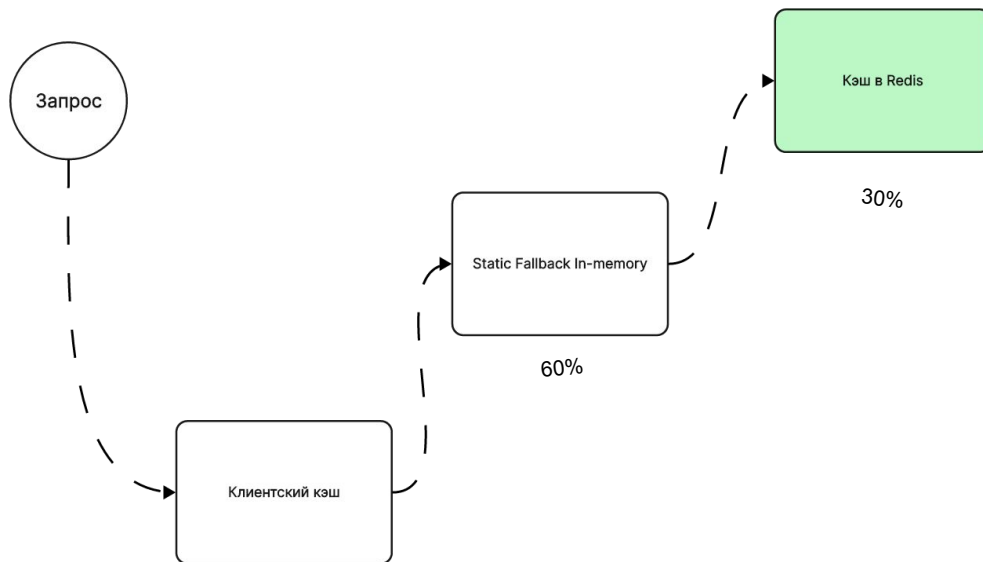 Запрос
Кэш в Redis
30%
Static Fallback In-memory
60%
Клиентский кэш